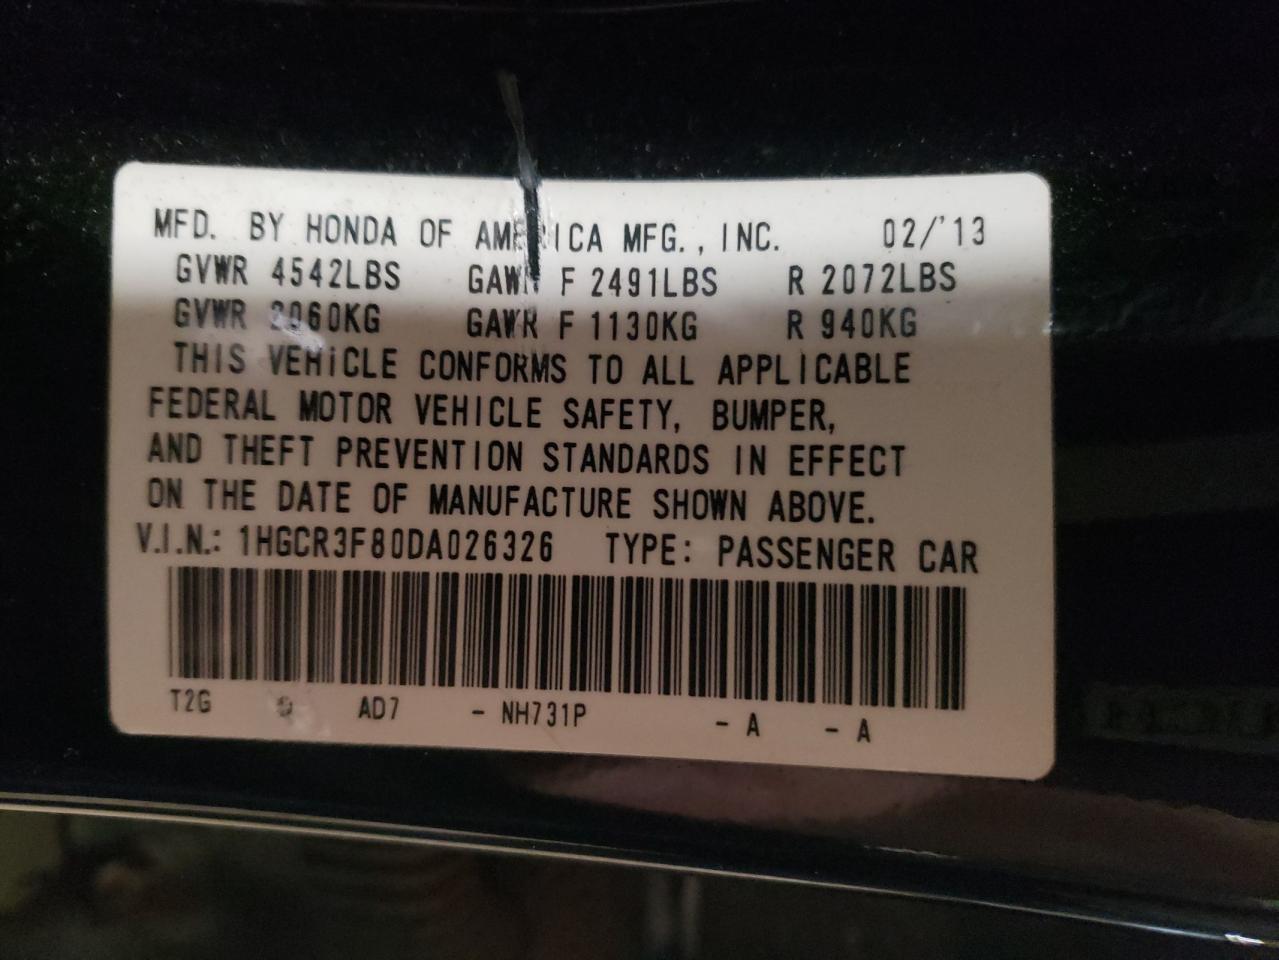 MFD. BY HONDA OF AMERICA MFG., INC. 02/'13
GVWR 4542LBS GAWR F 2491LBS R 2072LBS
GVWR 2060KG GAWR F 1130KG R 940KG
THIS VEHICLE CONFORMS TO ALL APPLICABLE
FEDERAL MOTOR VEHICLE SAFETY, BUMPER,
AND THEFT PREVENTION STANDARDS IN EFFECT
ON THE DATE OF MANUFACTURE SHOWN ABOVE.
V.I.N.: 1HGCR3F80DA026326 TYPE: PASSENGER CAR
T2G AD7 - NH731P - A - A